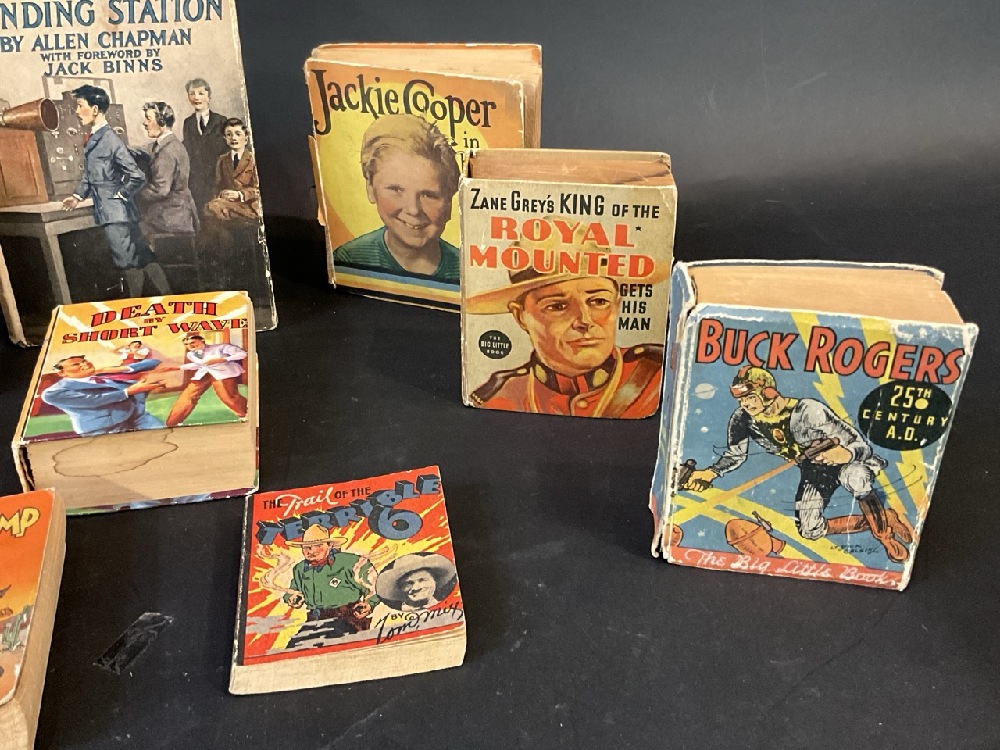 NDING STATION
BY ALLEN CHAPMAN
WITH FOREWORD BY
JACK BINNS
Jackie Cooper
in
ZANE GREY'S KING OF THE
ROYAL
MOUNTED
GETS
HIS
MAN
THE
BIG LITTLE
BOOK
BUCK ROGERS
25TH
CENTURY
A.D.
The Big Little Book
DEATH
BY
SHORT WAVE
THE Trail OF THE
TERRIBLE
6
BY
Tom Mix
MP